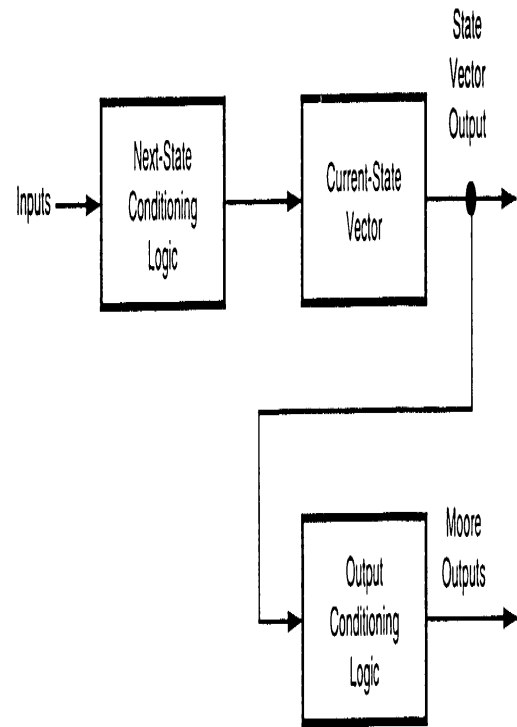 State
Vector
Output
Next-State
Conditioning
Logic
Current-State
Vector
Inputs
Output
Conditioning
Logic
Moore
Outputs